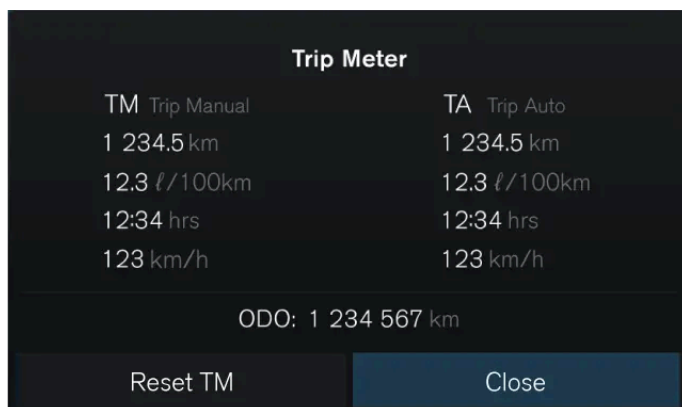 Trip Meter
TM Trip Manual
TA Trip Auto
1 234.5 km
1 234.5 km
12.3 ℓ/100km
12.3 ℓ/100km
12:34 hrs
12:34 hrs
123 km/h
123 km/h
ODO: 1 234 567 km
Reset TM
Close